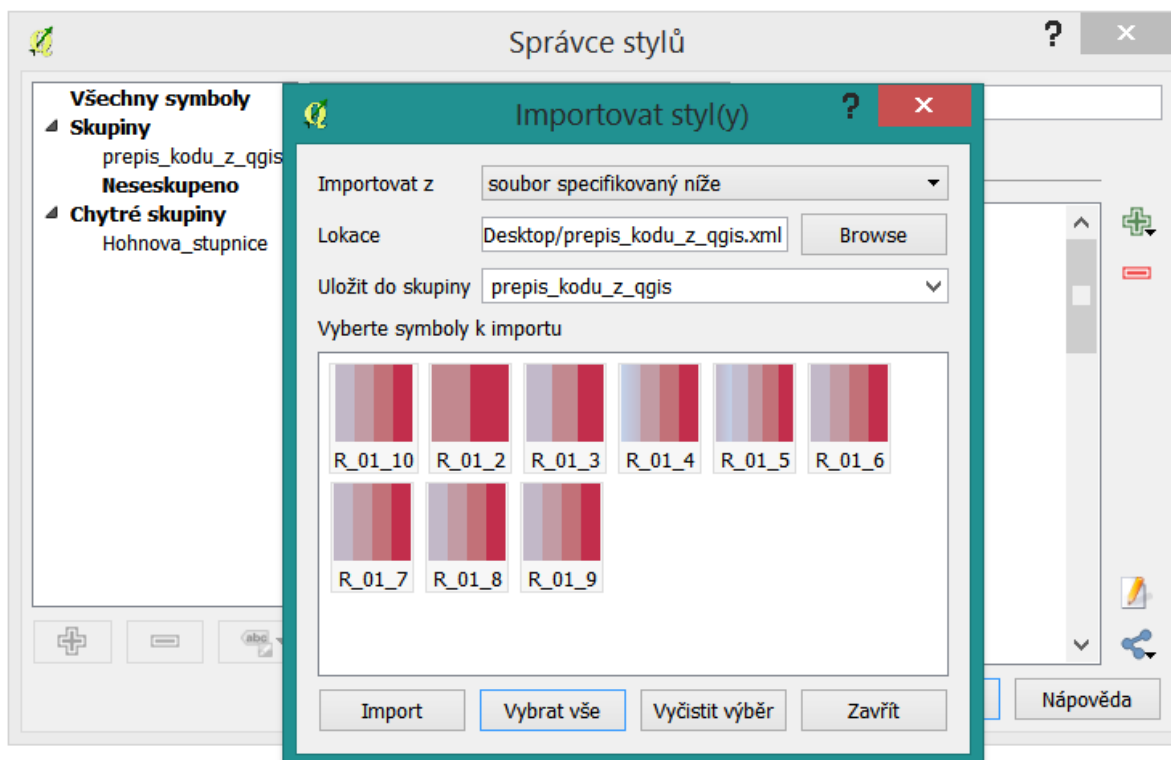 Správce stylů
?
×
Všechny symboly
Skupiny
prepis_kodu_z_qgis
Neseskupeno
Chytré skupiny
Hohnova_stupnice
Importovat styl(y)
?
×
Importovat z
soubor specifikovaný níže
Lokace
Desktop/prepis_kodu_z_qgis.xml
Browse
Uložit do skupiny
prepis_kodu_z_qgis
Vyberte symboly k importu
R_01_10 R_01_2 R_01_3 R_01_4 R_01_5 R_01_6
R_01_7 R_01_8 R_01_9
Import
Vybrat vše
Vyčistit výběr
Zavřít
abc
Nápověda